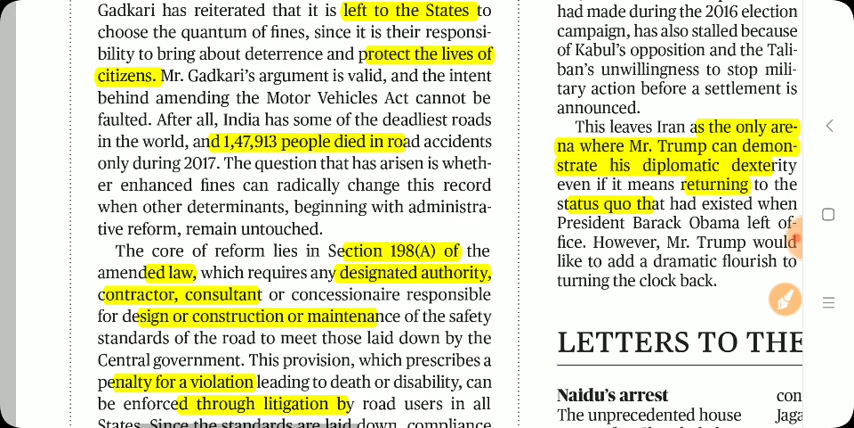 Gadkari has reiterated that it is left to the States to
choose the quantum of fines, since it is their responsi-
bility to bring about deterrence and protect the lives of
citizens. Mr. Gadkari's argument is valid, and the intent
behind amending the Motor Vehicles Act cannot be
faulted. After all, India has some of the deadliest roads
in the world, and 1,47,913 people died in road accidents
only during 2017. The question that has arisen is wheth-
er enhanced fines can radically change this record
when other determinants, beginning with administra-
tive reform, remain untouched.
The core of reform lies in Section 198(A) of the
amended law, which requires any designated authority,
contractor, consultant or concessionaire responsible
for design or construction or maintenance of the safety
standards of the road to meet those laid down by the
Central government. This provision, which prescribes a
penalty for a violation leading to death or disability, can
be enforced through litigation by road users in all
States. Since the standards are laid down, compliance
had made during the 2016 election
campaign, has also stalled because
of Kabul's opposition and the Tali-
ban's unwillingness to stop mili-
tary action before a settlement is
announced.
This leaves Iran as the only are-
na where Mr. Trump can demon-
strate his diplomatic dexterity
even if it means returning to the
status quo that had existed when
President Barack Obama left of-
fice. However, Mr. Trump would
like to add a dramatic flourish to
turning the clock back.
LETTERS TO THE
Naidu's arrest
The unprecedented house
con
Jaga